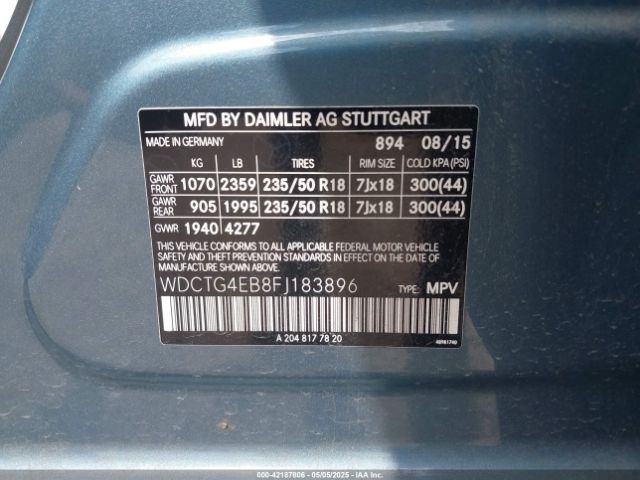 MFD BY DAIMLER AG STUTTGART
MADE IN GERMANY 894 08/15
KG LB TIRES RIM SIZE COLD KPA (PSI)
GAWR FRONT 1070 2359 235/50 R18 7Jx18 300(44)
GAWR REAR 905 1995 235/50 R18 7Jx18 300(44)
GVWR 1940 4277
THIS VEHICLE CONFORMS TO ALL APPLICABLE FEDERAL MOTOR VEHICLE
SAFETY AND THEFT PREVENTION STANDARDS IN EFFECT ON THE DATE OF
MANUFACTURE SHOWN ABOVE.
WDCTG4EB8FJ183896 TYPE: MPV
A 204 817 78 20
000-42187806 - 05/05/2025 - IAAI.COM